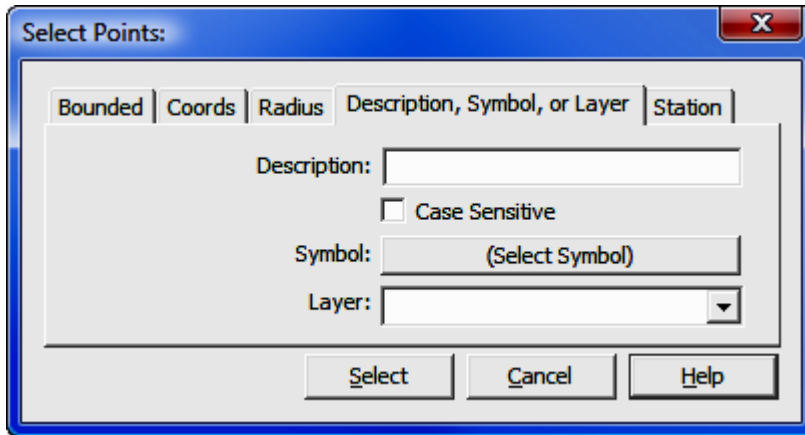 Select Points:
Bounded Coords Radius Description, Symbol, or Layer Station
Description:
Case Sensitive
Symbol: (Select Symbol)
Layer:
Select Cancel Help